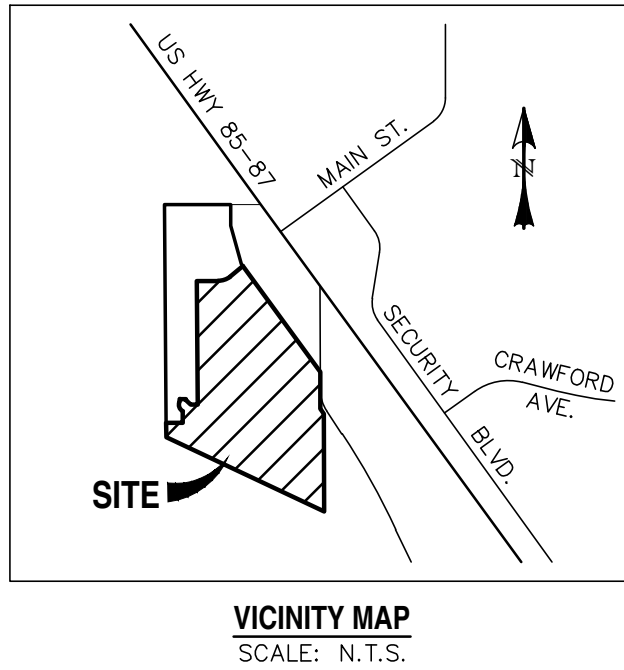 US HWY 85-87
MAIN ST.
N
SECURITY
BLVD.
CRAWFORD
AVE.
SITE
VICINITY MAP
SCALE: N.T.S.